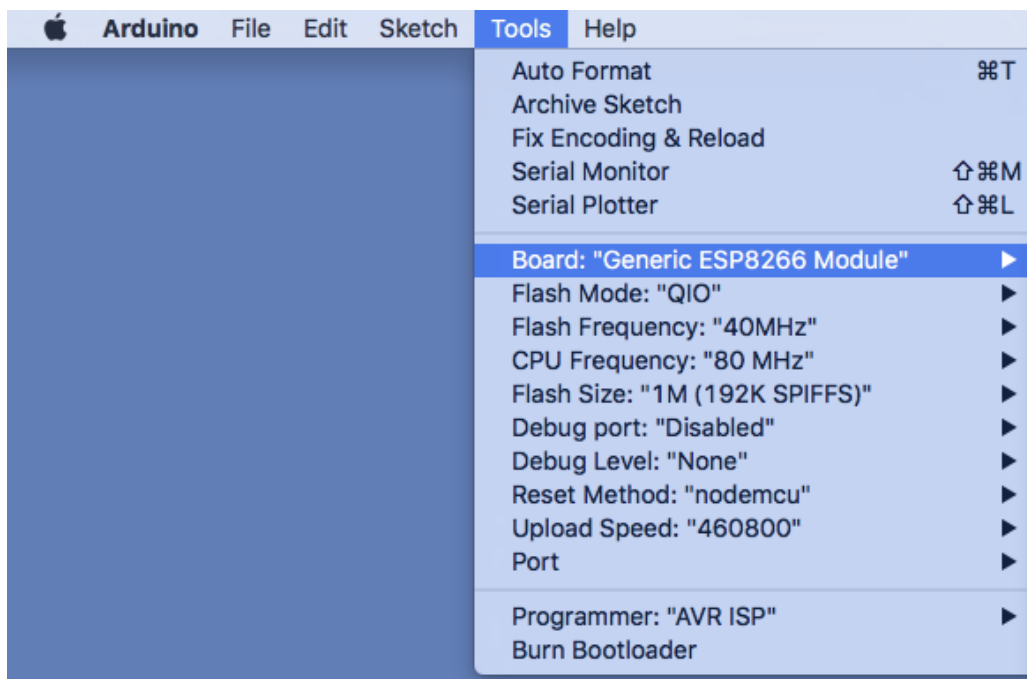 Arduino File Edit Sketch Tools Help
Auto Format ⌘T
Archive Sketch
Fix Encoding & Reload
Serial Monitor ⇧⌘M
Serial Plotter ⇧⌘L
Board: "Generic ESP8266 Module" ▶
Flash Mode: "QIO" ▶
Flash Frequency: "40MHz" ▶
CPU Frequency: "80 MHz" ▶
Flash Size: "1M (192K SPIFFS)" ▶
Debug port: "Disabled" ▶
Debug Level: "None" ▶
Reset Method: "nodemcu" ▶
Upload Speed: "460800" ▶
Port ▶
Programmer: "AVR ISP" ▶
Burn Bootloader